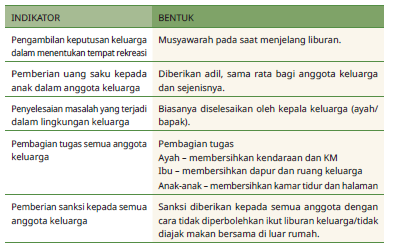 INDIKATOR BENTUK
Pengambilan keputusan keluarga
dalam menentukan tempat rekreasi
Musyawarah pada saat menjelang liburan.
Pemberian uang saku kepada
anak dalam anggota keluarga
Diberikan adil, sama rata bagi anggota keluarga
dan sejenisnya.
Penyelesaian masalah yang terjadi
dalam lingkungan keluarga
Biasanya diselesaikan oleh kepala keluarga (ayah/
bapak).
Pembagian tugas semua anggota
keluarga
Pembagian tugas
Ayah – membersihkan kendaraan dan KM
Ibu – membersihkan dapur dan ruang keluarga
Anak-anak – membersihkan kamar tidur dan halaman
Pemberian sanksi kepada semua
anggota keluarga
Sanksi diberikan kepada semua anggota dengan
cara tidak diperbolehkan ikut liburan keluarga/tidak
diajak makan bersama di luar rumah.